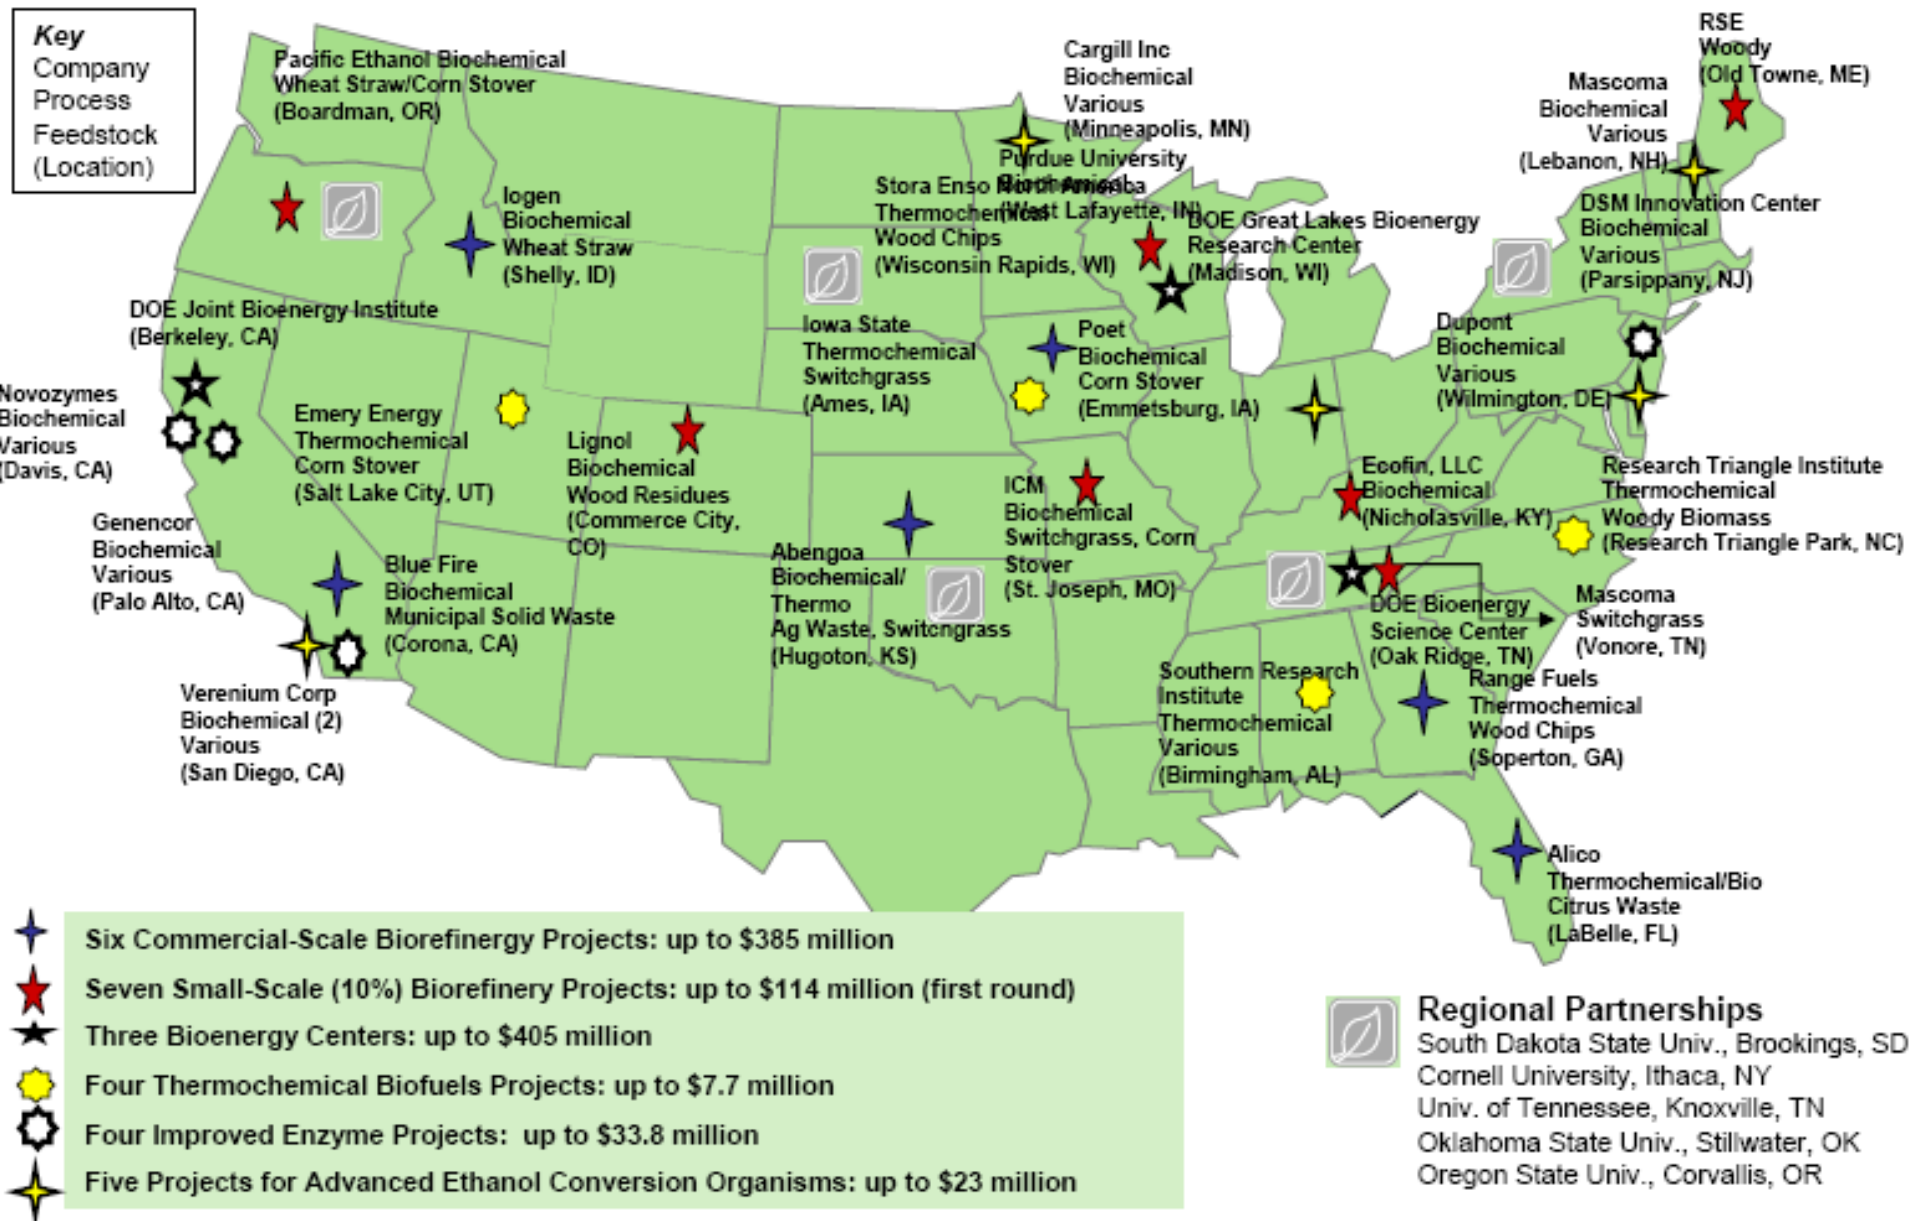 Key
Company
Process
Feedstock
(Location)
Pacific Ethanol Biochemical
Wheat Straw/Corn Stover
(Boardman, OR)
Iogen
Biochemical
Wheat Straw
(Shelly, ID)
Cargill Inc
Biochemical
Various
(Minneapolis, MN)
Purdue University
Biochemical
(West Lafayette, IN)
Stora Enso North America
Thermochemical
Wood Chips
(Wisconsin Rapids, WI)
DOE Great Lakes Bioenergy
Research Center
(Madison, WI)
RSE
Woody
(Old Towne, ME)
Mascoma
Biochemical
Various
(Lebanon, NH)
DSM Innovation Center
Biochemical
Various
(Parsippany, NJ)
DOE Joint Bioenergy Institute
(Berkeley, CA)
Novozymes
Biochemical
Various
(Davis, CA)
Emery Energy
Thermochemical
Corn Stover
(Salt Lake City, UT)
Lignol
Biochemical
Wood Residues
(Commerce City,
CO)
Iowa State
Thermochemical
Switchgrass
(Ames, IA)
Poet
Biochemical
Corn Stover
(Emmetsburg, IA)
Dupont
Biochemical
Various
(Wilmington, DE)
Genencor
Biochemical
Various
(Palo Alto, CA)
Blue Fire
Biochemical
Municipal Solid Waste
(Corona, CA)
Verenium Corp
Biochemical (2)
Various
(San Diego, CA)
Abengoa
Biochemical/
Thermo
Ag Waste, Switchgrass
(Hugoton, KS)
ICM
Biochemical
Switchgrass, Corn
Stover
(St. Joseph, MO)
Ecofin, LLC
Biochemical
(Nicholasville, KY)
Research Triangle Institute
Thermochemical
Woody Biomass
(Research Triangle Park, NC)
DOE Bioenergy
Science Center
(Oak Ridge, TN)
Mascoma
Switchgrass
(Vonore, TN)
Southern Research
Institute
Thermochemical
Various
(Birmingham, AL)
Range Fuels
Thermochemical
Wood Chips
(Soperton, GA)
Alico
Thermochemical/Bio
Citrus Waste
(LaBelle, FL)
Six Commercial-Scale Biorefinergy Projects: up to $385 million
Seven Small-Scale (10%) Biorefinery Projects: up to $114 million (first round)
Three Bioenergy Centers: up to $405 million
Four Thermochemical Biofuels Projects: up to $7.7 million
Four Improved Enzyme Projects: up to $33.8 million
Five Projects for Advanced Ethanol Conversion Organisms: up to $23 million
Regional Partnerships
South Dakota State Univ., Brookings, SD
Cornell University, Ithaca, NY
Univ. of Tennessee, Knoxville, TN
Oklahoma State Univ., Stillwater, OK
Oregon State Univ., Corvallis, OR